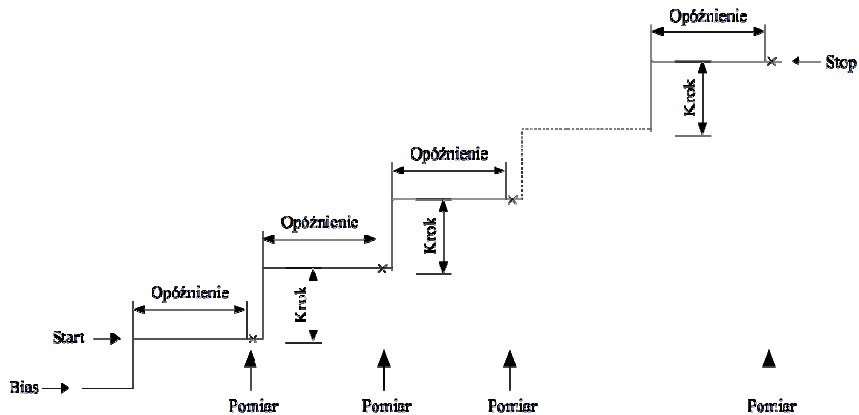 Opóźnienie
Stop
Krok
Opóźnienie
Opóźnienie
Krok
Opóźnienie
Krok
Start
Bias
Pomiar
Pomiar
Pomiar
Pomiar